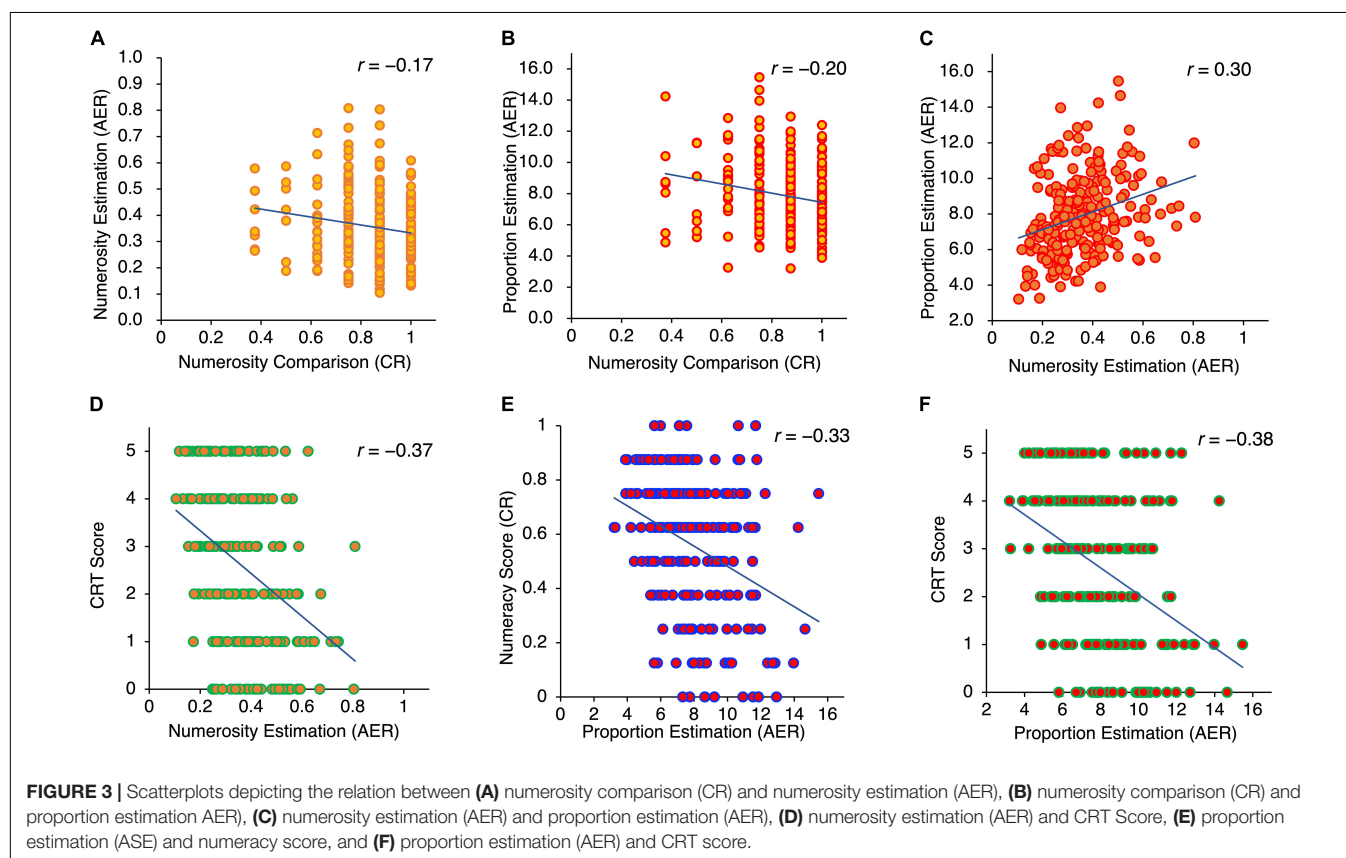 A
1.0
0.9
0.8
0.7
0.6
0.5
0.4
0.3
0.2
0.1
0.0
0 0.2 0.4 0.6 0.8 1
Numerosity Estimation (AER)
Numerosity Comparison (CR)
r = −0.17
B
16.0
14.0
12.0
10.0
8.0
6.0
4.0
2.0
0.0
0 0.2 0.4 0.6 0.8 1
Proportion Estimation (AER)
Numerosity Comparison (CR)
r = −0.20
C
16.0
14.0
12.0
10.0
8.0
6.0
4.0
2.0
0 0.2 0.4 0.6 0.8 1
Proportion Estimation (AER)
Numerosity Estimation (AER)
r = 0.30
D
5
4
3
2
1
0
0 0.2 0.4 0.6 0.8 1
CRT Score
Numerosity Estimation (AER)
r = −0.37
E
1
0.8
0.6
0.4
0.2
0
0 2 4 6 8 10 12 14 16
Numeracy Score (CR)
Proportion Estimation (AER)
r = −0.33
F
5
4
3
2
1
0
2 4 6 8 10 12 14 16
CRT Score
Proportion Estimation (AER)
r = −0.38
FIGURE 3 | Scatterplots depicting the relation between (A) numerosity comparison (CR) and numerosity estimation (AER), (B) numerosity comparison (CR) and
proportion estimation AER), (C) numerosity estimation (AER) and proportion estimation (AER), (D) numerosity estimation (AER) and CRT Score, (E) proportion
estimation (ASE) and numeracy score, and (F) proportion estimation (AER) and CRT score.